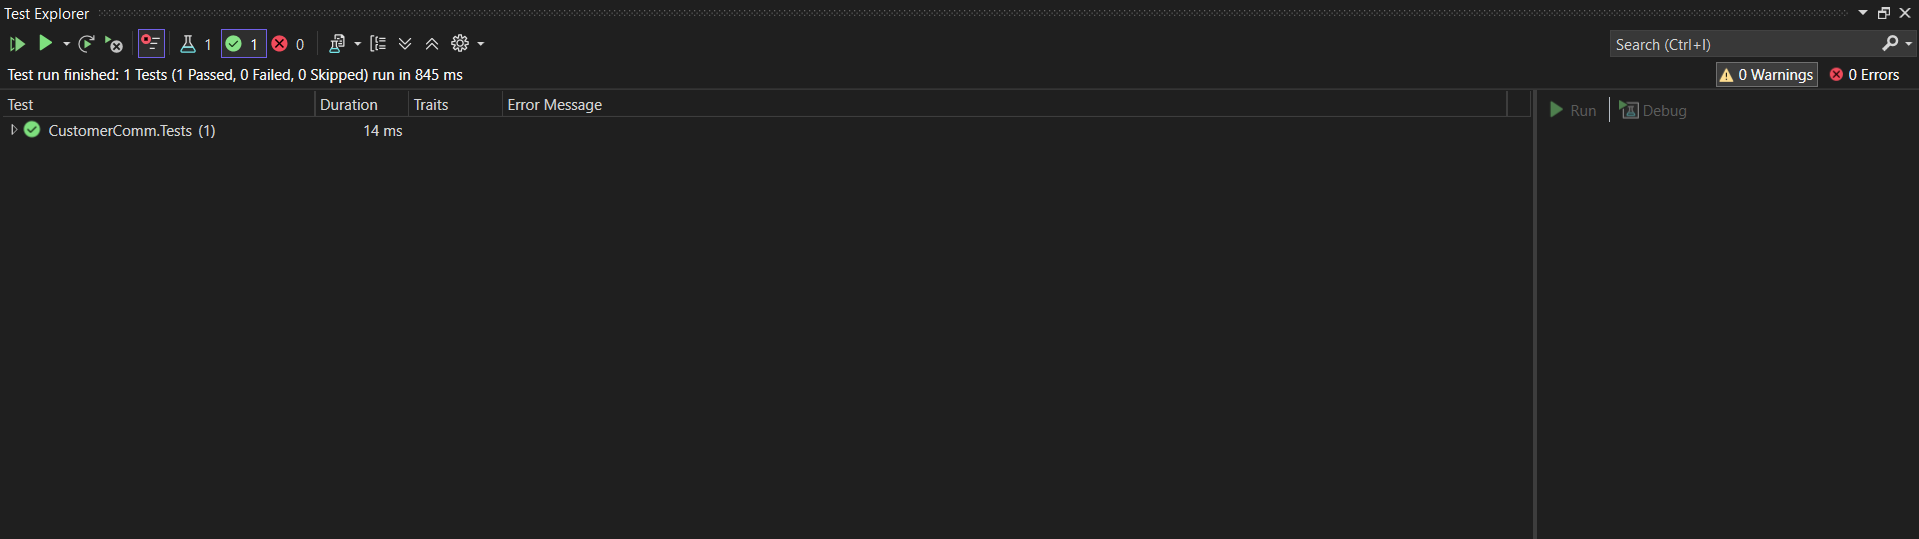 Test Explorer
1 1 0 Search (Ctrl+I)
Test run finished: 1 Tests (1 Passed, 0 Failed, 0 Skipped) run in 845 ms 0 Warnings 0 Errors
Test Duration Traits Error Message
Run Debug
CustomerComm.Tests (1) 14 ms